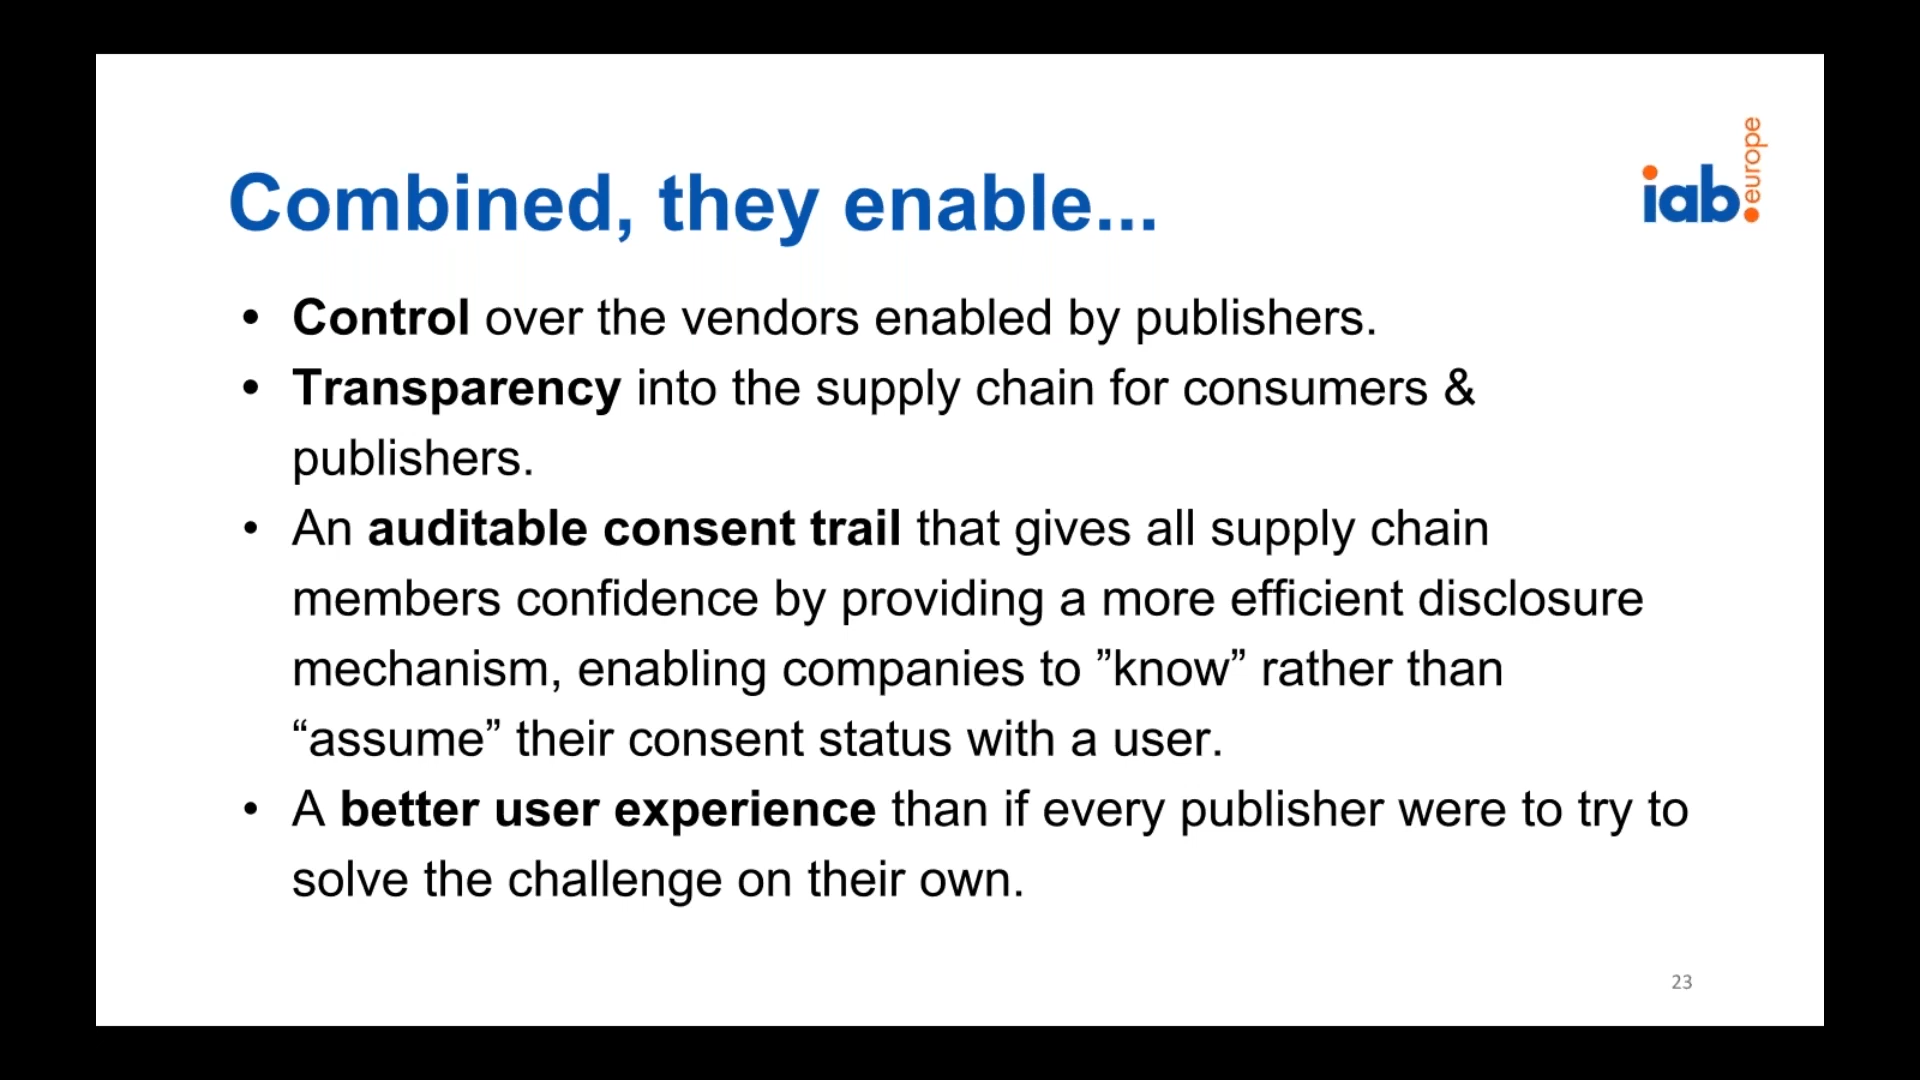 Combined, they enable...
iab europe
• Control over the vendors enabled by publishers.
• Transparency into the supply chain for consumers &
publishers.
• An auditable consent trail that gives all supply chain
members confidence by providing a more efficient disclosure
mechanism, enabling companies to ”know” rather than
“assume” their consent status with a user.
• A better user experience than if every publisher were to try to
solve the challenge on their own.
23